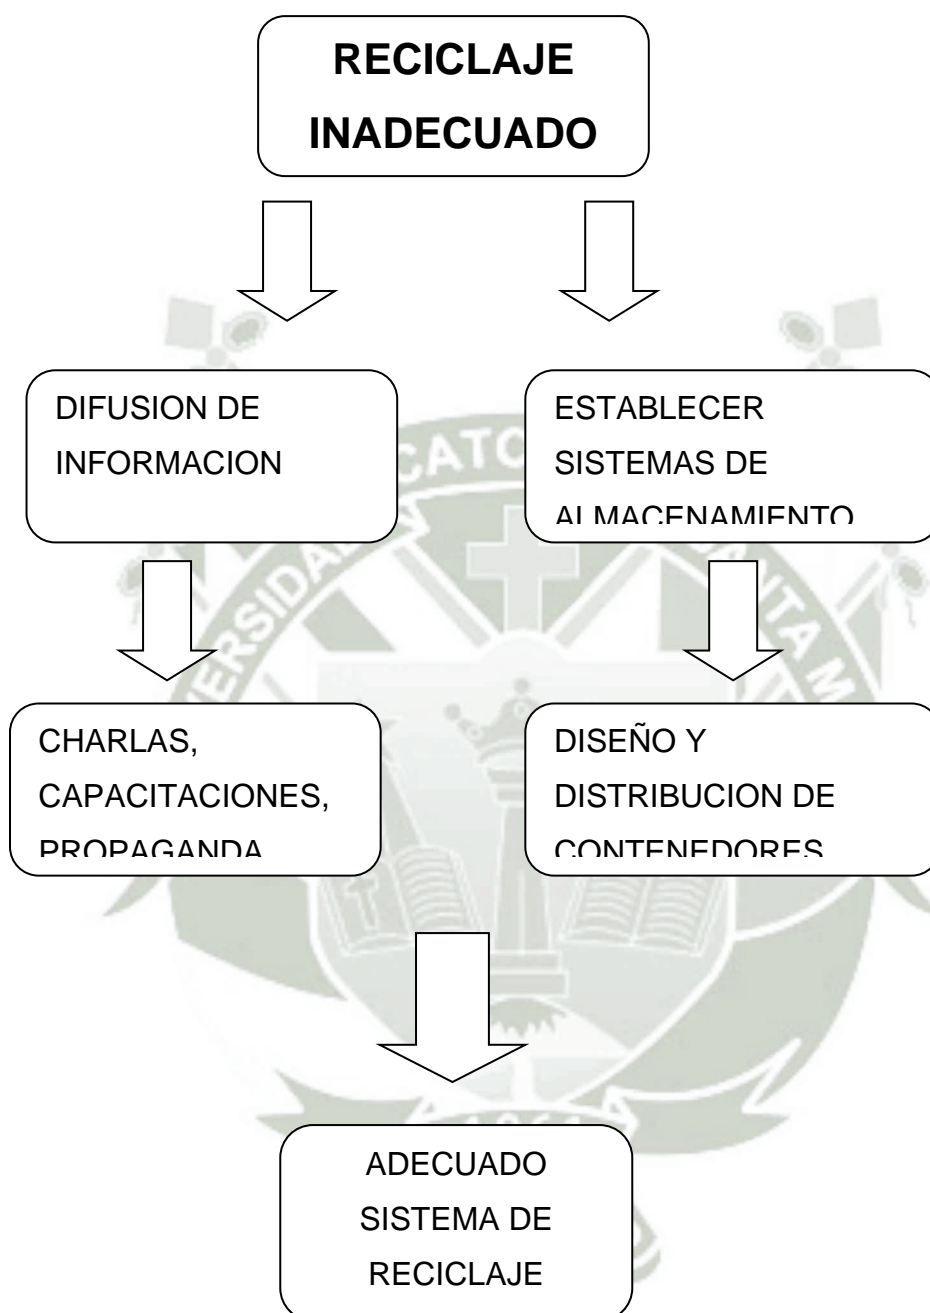 RECICLAJE
INADECUADO
DIFUSION DE
INFORMACION
ESTABLECER
SISTEMAS DE
ALMACENAMIENTO
CHARLAS,
CAPACITACIONES,
PROPAGANDA
DISEÑO Y
DISTRIBUCION DE
CONTENEDORES
ADECUADO
SISTEMA DE
RECICLAJE